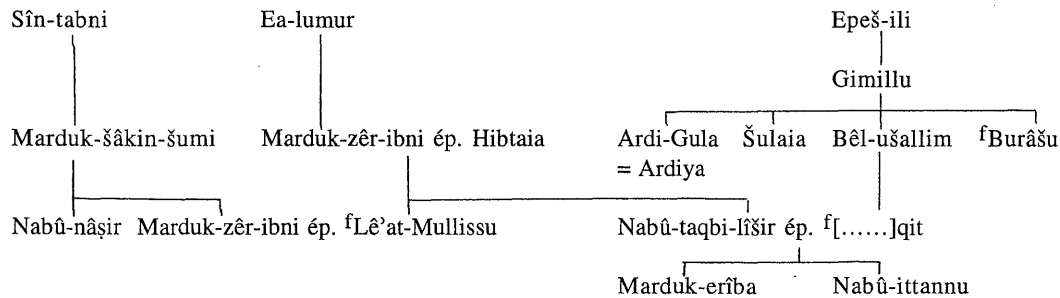 Sîn-tabni Ea-lumur Epeš-ili
Gimillu
Marduk-šâkin-šumi Marduk-zêr-ibni ép. Hibtaia Ardi-Gula Šulaia Bêl-ušallim fBurâšu
= Ardiya
Nabû-nâṣir Marduk-zêr-ibni ép. fLê’at-Mullissu Nabû-taqbi-lîšir ép. f[......]qit
Marduk-erîba Nabû-ittannu